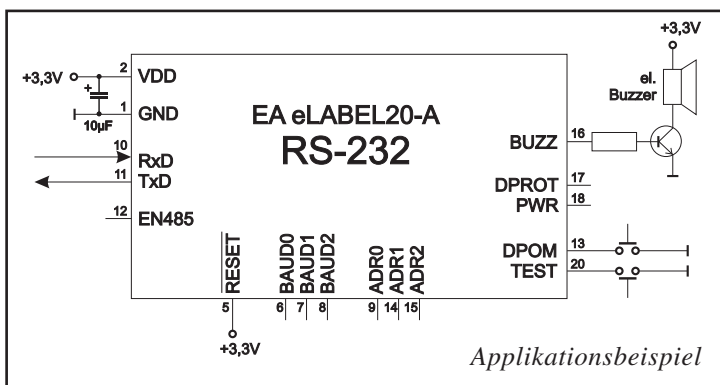 +3,3V
2
VDD
+
10µF
1
GND
10
RxD
11
TxD
12
EN485
EA eLABEL20-A
RS-232
BUZZ
16
+3,3V
el.
Buzzer
DPROT
17
PWR
18
DPOM
13
TEST
20
RESET
5
+3,3V
BAUD0
6
BAUD1
7
BAUD2
8
ADR0
9
ADR1
14
ADR2
15
Applikationsbeispiel